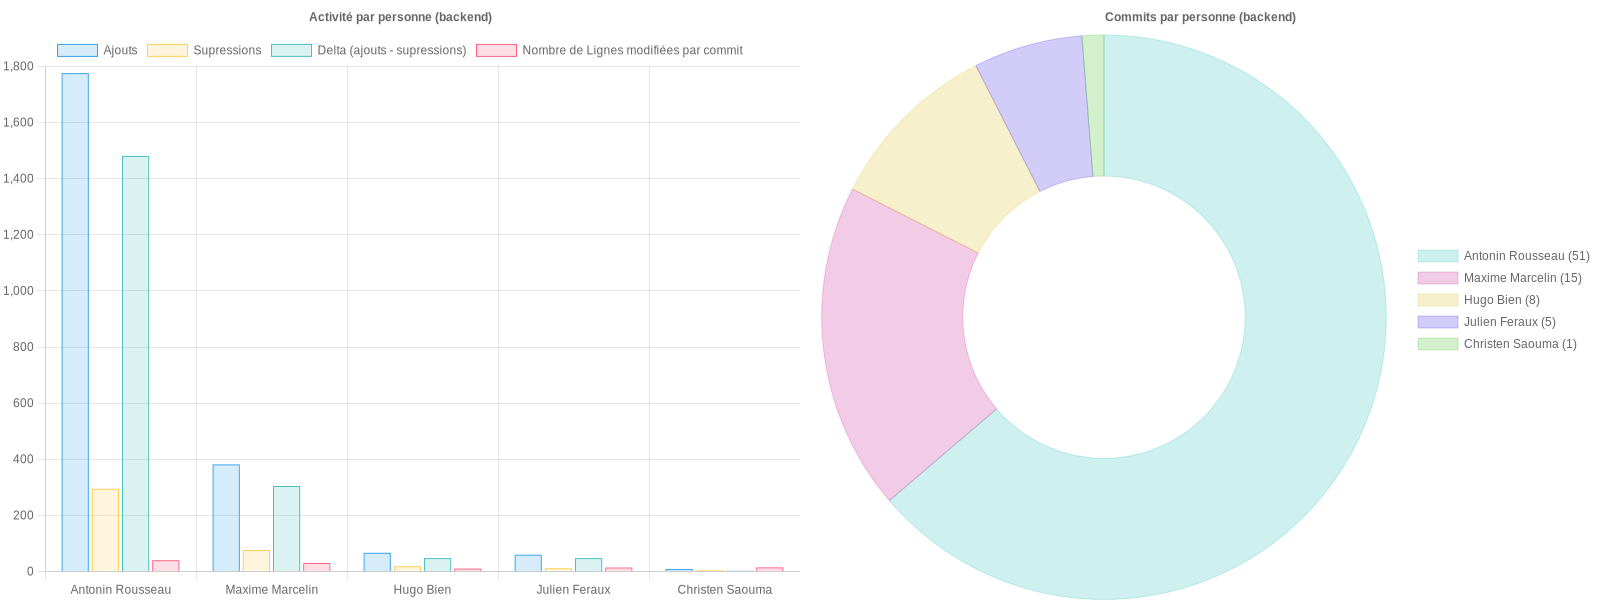 Activité par personne (backend)
Ajouts
Supressions
Delta (ajouts - supressions)
Nombre de Lignes modifiées par commit
1,800
1,600
1,400
1,200
1,000
800
600
400
200
0
Antonin Rousseau
Maxime Marcelin
Hugo Bien
Julien Feraux
Christen Saouma
Commits par personne (backend)
Antonin Rousseau (51)
Maxime Marcelin (15)
Hugo Bien (8)
Julien Feraux (5)
Christen Saouma (1)